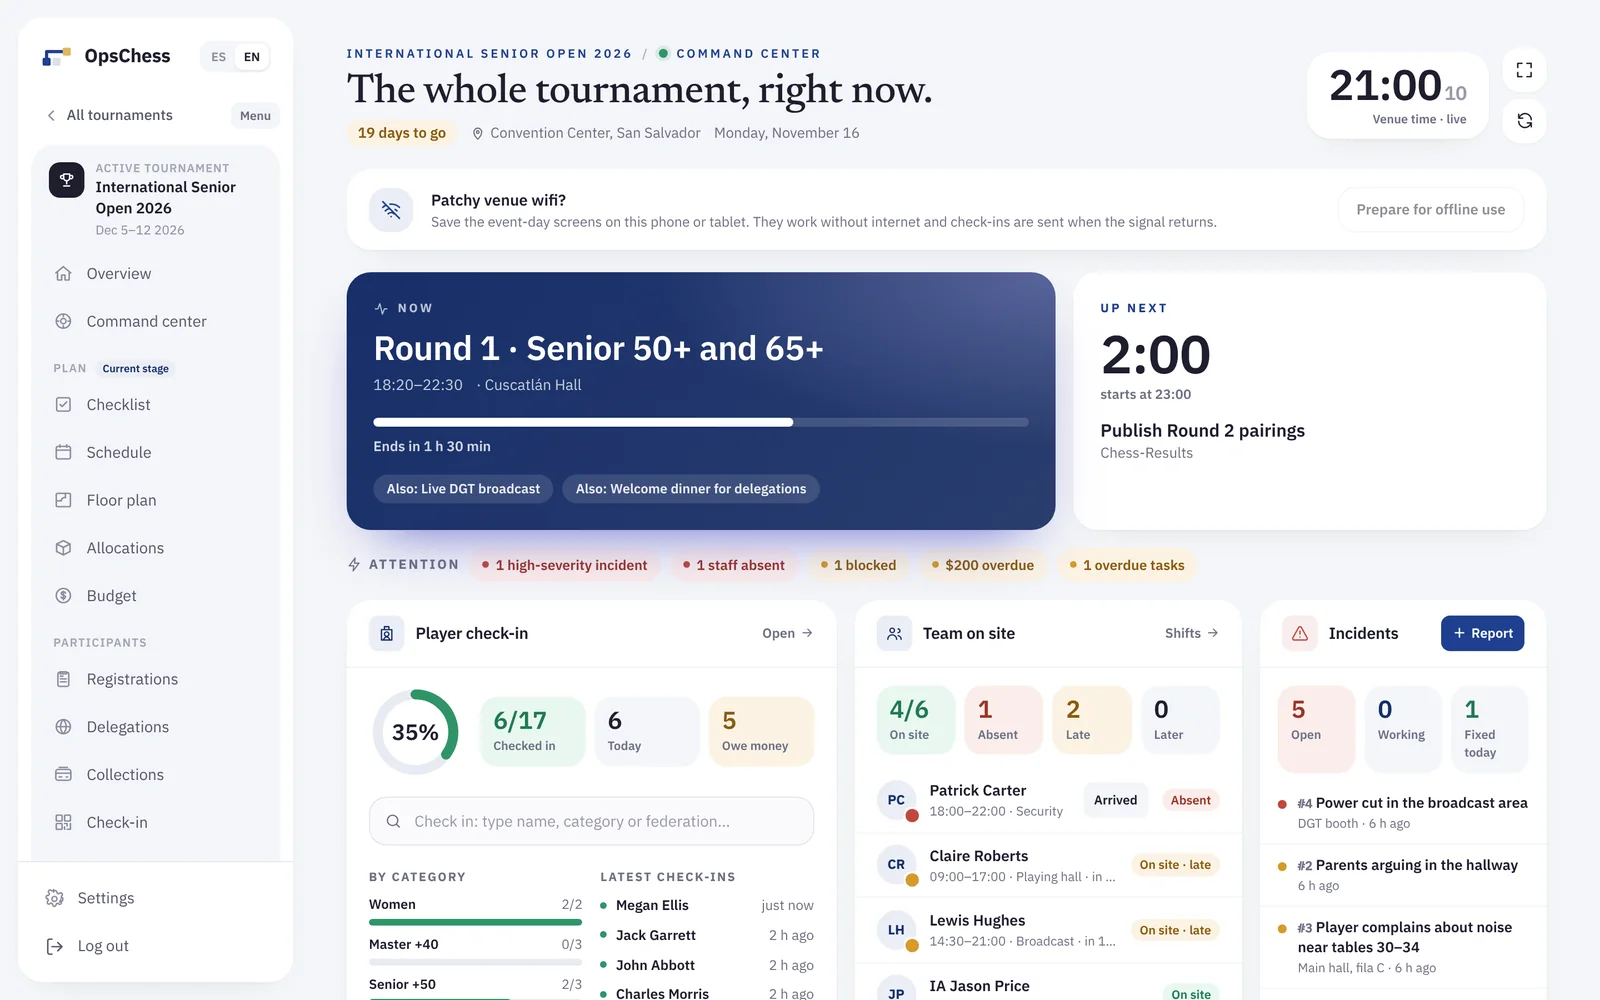 OpsChess
ES EN
All tournaments
Menu
ACTIVE TOURNAMENT
International Senior
Open 2026
Dec 5–12 2026
Overview
Command center
PLAN Current stage
Checklist
Schedule
Floor plan
Allocations
Budget
PARTICIPANTS
Registrations
Delegations
Collections
Check-in
Settings
Log out
INTERNATIONAL SENIOR OPEN 2026 / COMMAND CENTER
The whole tournament, right now.
19 days to go Convention Center, San Salvador Monday, November 16
21:00 10
Venue time · live
Patchy venue wifi?
Save the event-day screens on this phone or tablet. They work without internet and check-ins are sent when the signal returns.
Prepare for offline use
NOW
Round 1 · Senior 50+ and 65+
18:20–22:30 · Cuscatlán Hall
Ends in 1 h 30 min
Also: Live DGT broadcast
Also: Welcome dinner for delegations
UP NEXT
2:00
starts at 23:00
Publish Round 2 pairings
Chess-Results
ATTENTION
1 high-severity incident
1 staff absent
1 blocked
$200 overdue
1 overdue tasks
Player check-in
Open →
35%
6/17
Checked in
6
Today
5
Owe money
Check in: type name, category or federation...
BY CATEGORY
Women 2/2
Master +40 0/3
Senior +50 2/3
LATEST CHECK-INS
Megan Ellis just now
Jack Garrett 2 h ago
John Abbott 2 h ago
Charles Morris 2 h ago
Team on site
Shifts →
4/6
On site
1
Absent
2
Late
0
Later
PC
Patrick Carter
18:00–22:00 · Security
Arrived
Absent
CR
Claire Roberts
09:00–17:00 · Playing hall · in ...
On site · late
LH
Lewis Hughes
14:30–21:00 · Broadcast · in 1...
On site · late
JP
IA Jason Price
On site
Incidents
+ Report
5
Open
0
Working
1
Fixed
today
#4 Power cut in the broadcast area
DGT booth · 6 h ago
#2 Parents arguing in the hallway
6 h ago
#3 Player complains about noise
near tables 30–34
Main hall, fila C · 6 h ago